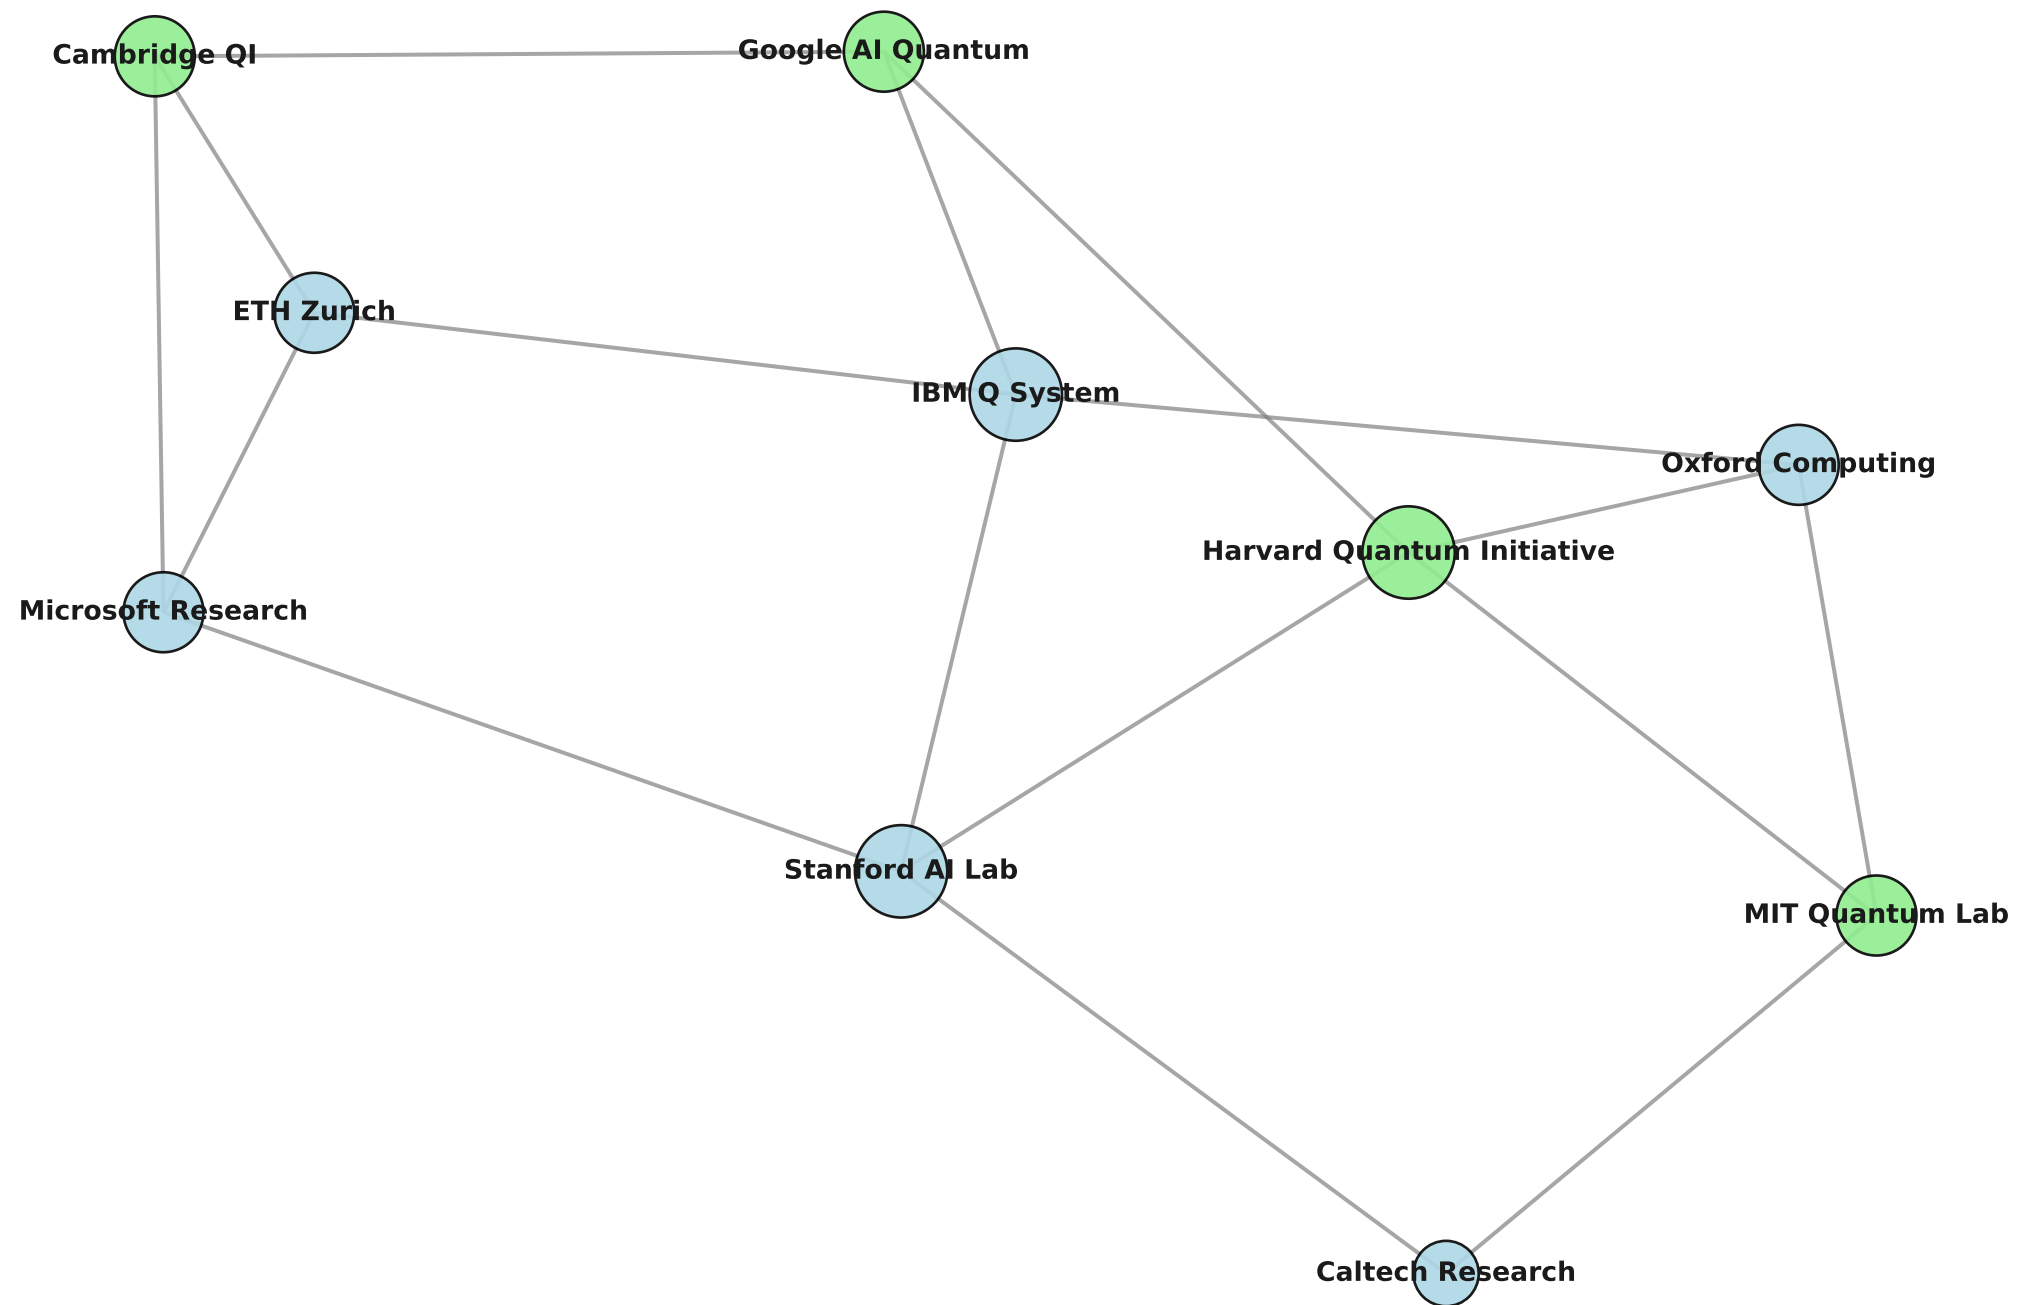 Cambridge QI
Google AI Quantum
ETH Zurich
IBM Q System
Oxford Computing
Harvard Quantum Initiative
Microsoft Research
Stanford AI Lab
MIT Quantum Lab
Caltech Research